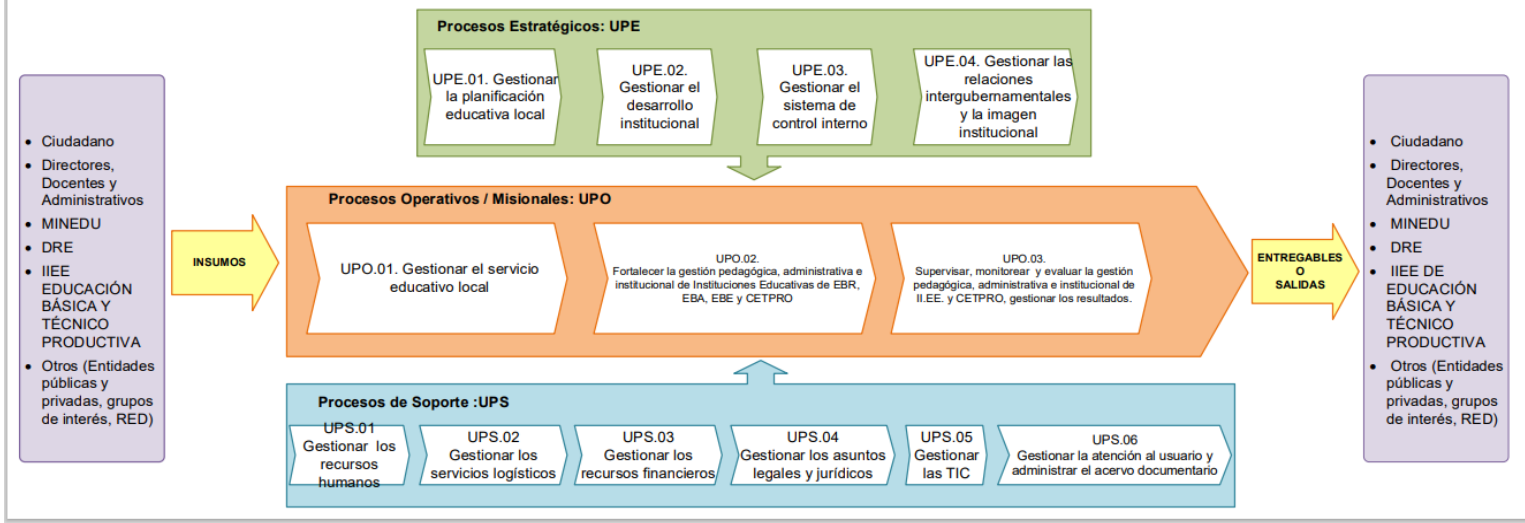 Procesos Estratégicos: UPE
UPE.01. Gestionar
la planificación
educativa local
UPE.02.
Gestionar el
desarrollo
institucional
UPE.03.
Gestionar el
sistema de
control interno
UPE.04. Gestionar las
relaciones
intergubernamentales
y la imagen
institucional
• Ciudadano
• Directores,
Docentes y
Administrativos
• MINEDU
• DRE
• IIEE
EDUCACIÓN
BÁSICA Y
TÉCNICO
PRODUCTIVA
• Otros (Entidades
públicas y
privadas, grupos
de interés, RED)
INSUMOS
Procesos Operativos / Misionales: UPO
UPO.01. Gestionar el servicio
educativo local
UPO.02.
Fortalecer la gestión pedagógica, administrativa e
institucional de Instituciones Educativas de EBR,
EBA, EBE y CETPRO
UPO.03.
Supervisar, monitorear y evaluar la gestión
pedagógica, administrativa e institucional de
II.EE. y CETPRO, gestionar los resultados.
ENTREGABLES
O
SALIDAS
• Ciudadano
• Directores,
Docentes y
Administrativos
• MINEDU
• DRE
• IIEE DE
EDUCACIÓN
BÁSICA Y
TÉCNICO
PRODUCTIVA
• Otros (Entidades
públicas y
privadas, grupos
de interés, RED)
Procesos de Soporte :UPS
UPS.01
Gestionar los
recursos
humanos
UPS.02
Gestionar los
servicios logísticos
UPS.03
Gestionar los
recursos financieros
UPS.04
Gestionar los asuntos
legales y jurídicos
UPS.05
Gestionar
las TIC
UPS.06
Gestionar la atención al usuario y
administrar el acervo documentario